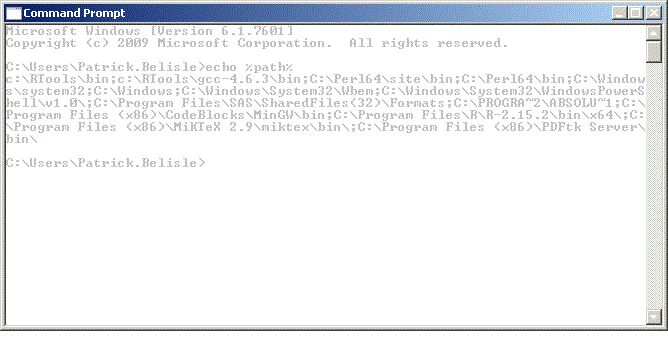 Command Prompt
Microsoft Windows [Version 6.1.7601]
Copyright (c) 2009 Microsoft Corporation.  All rights reserved.
C:\Users\Patrick.Belisle>echo %path%
c:\RTools\bin;c:\RTools\gcc-4.6.3\bin;C:\Perl64\site\bin;C:\Perl64\bin;C:\Window
s\system32;C:\Windows;C:\Windows\System32\Wbem;C:\Windows\System32\WindowsPowerS
hell\v1.0\;C:\Program Files\SAS\SharedFiles(32)\Formats;C:\PROGRA~2\ABSOLU~1;C:\
Program Files (x86)\CodeBlocks\MinGW\bin;C:\Program Files\R\R-2.15.2\bin\x64\;C:
\Program Files (x86)\MiKTeX 2.9\miktex\bin\;C:\Program Files (x86)\PDFtk Server\
bin\
C:\Users\Patrick.Belisle>